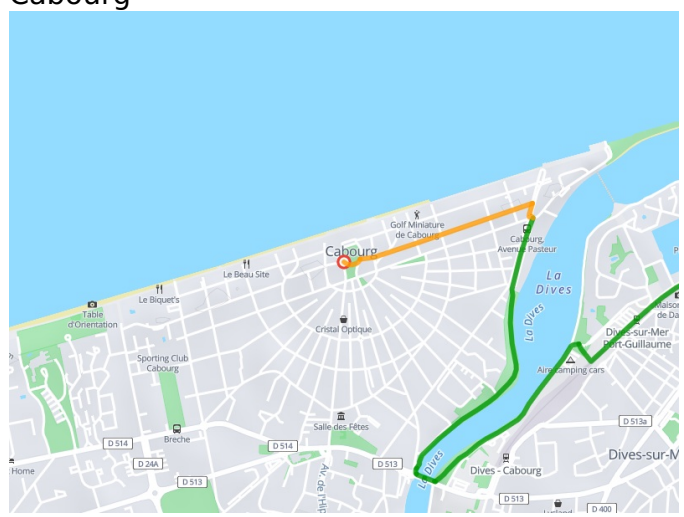 Cabourg
Golf Miniature
de Cabourg
Cabourg
Cabourg,
Avenue Pasteur
Le Beau Site
Le Biquet's
La
Dives
Table
d'Orientation
La Dives
Cristal Optique
Dives-sur-Mer
Port-Guillaume
Sporting Club
Cabourg
Aire camping cars
Salle des Fêtes
D 513a
D 514
Breche
D 514
Dives-sur-M
Home
D 24A
D 513
La Dives
Dives - Cabourg
D 513
D 513
D 400